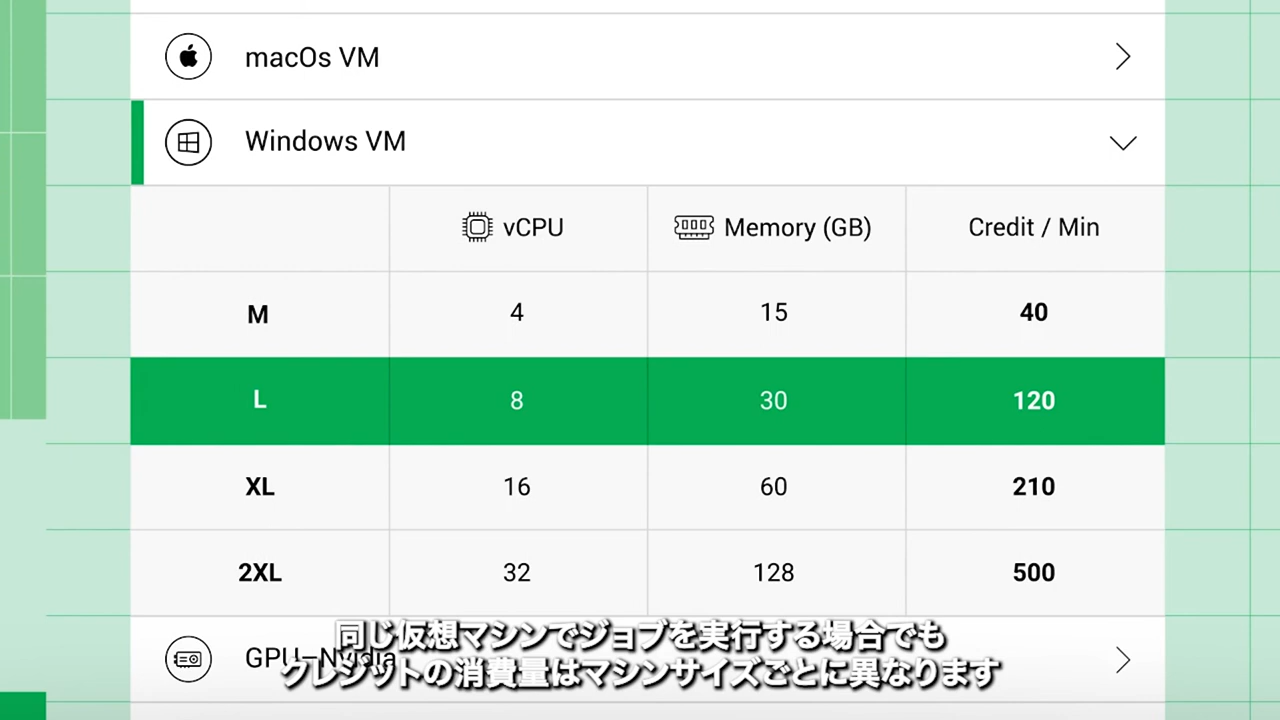 macOs VM
Windows VM
vCPU Memory (GB) Credit / Min
M 4 15 40
L 8 30 120
XL 16 60 210
2XL 32 128 500
GPU-Nvidia
同じ仮想マシンでジョブを実行する場合でも
クレジットの消費量はマシンサイズごとに異なります